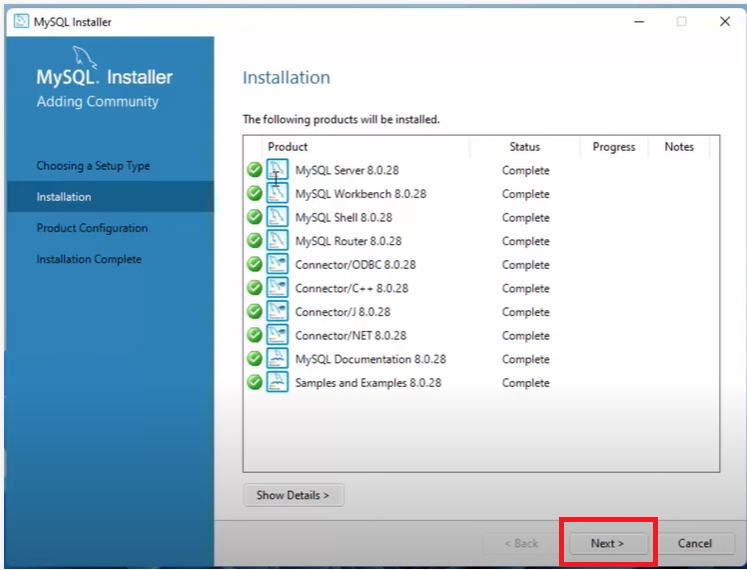 MySQL Installer
MySQL. Installer
Adding Community
Choosing a Setup Type
Installation
Product Configuration
Installation Complete
Installation
The following products will be installed.
Product Status Progress Notes
MySQL Server 8.0.28 Complete
MySQL Workbench 8.0.28 Complete
MySQL Shell 8.0.28 Complete
MySQL Router 8.0.28 Complete
Connector/ODBC 8.0.28 Complete
Connector/C++ 8.0.28 Complete
Connector/J 8.0.28 Complete
Connector/NET 8.0.28 Complete
MySQL Documentation 8.0.28 Complete
Samples and Examples 8.0.28 Complete
Show Details >
< Back Next > Cancel